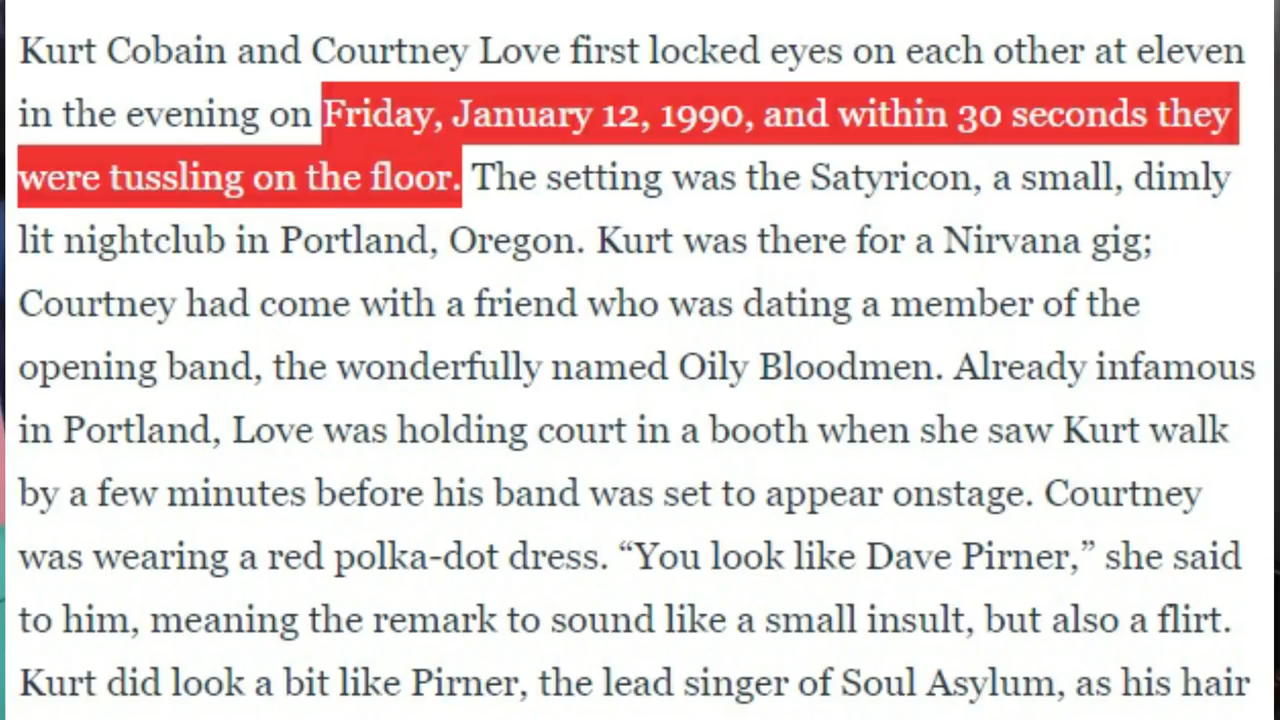 Kurt Cobain and Courtney Love first locked eyes on each other at eleven
in the evening on Friday, January 12, 1990, and within 30 seconds they
were tussling on the floor. The setting was the Satyricon, a small, dimly
lit nightclub in Portland, Oregon. Kurt was there for a Nirvana gig;
Courtney had come with a friend who was dating a member of the
opening band, the wonderfully named Oily Bloodmen. Already infamous
in Portland, Love was holding court in a booth when she saw Kurt walk
by a few minutes before his band was set to appear onstage. Courtney
was wearing a red polka-dot dress. “You look like Dave Pirner,” she said
to him, meaning the remark to sound like a small insult, but also a flirt.
Kurt did look a bit like Pirner, the lead singer of Soul Asylum, as his hair